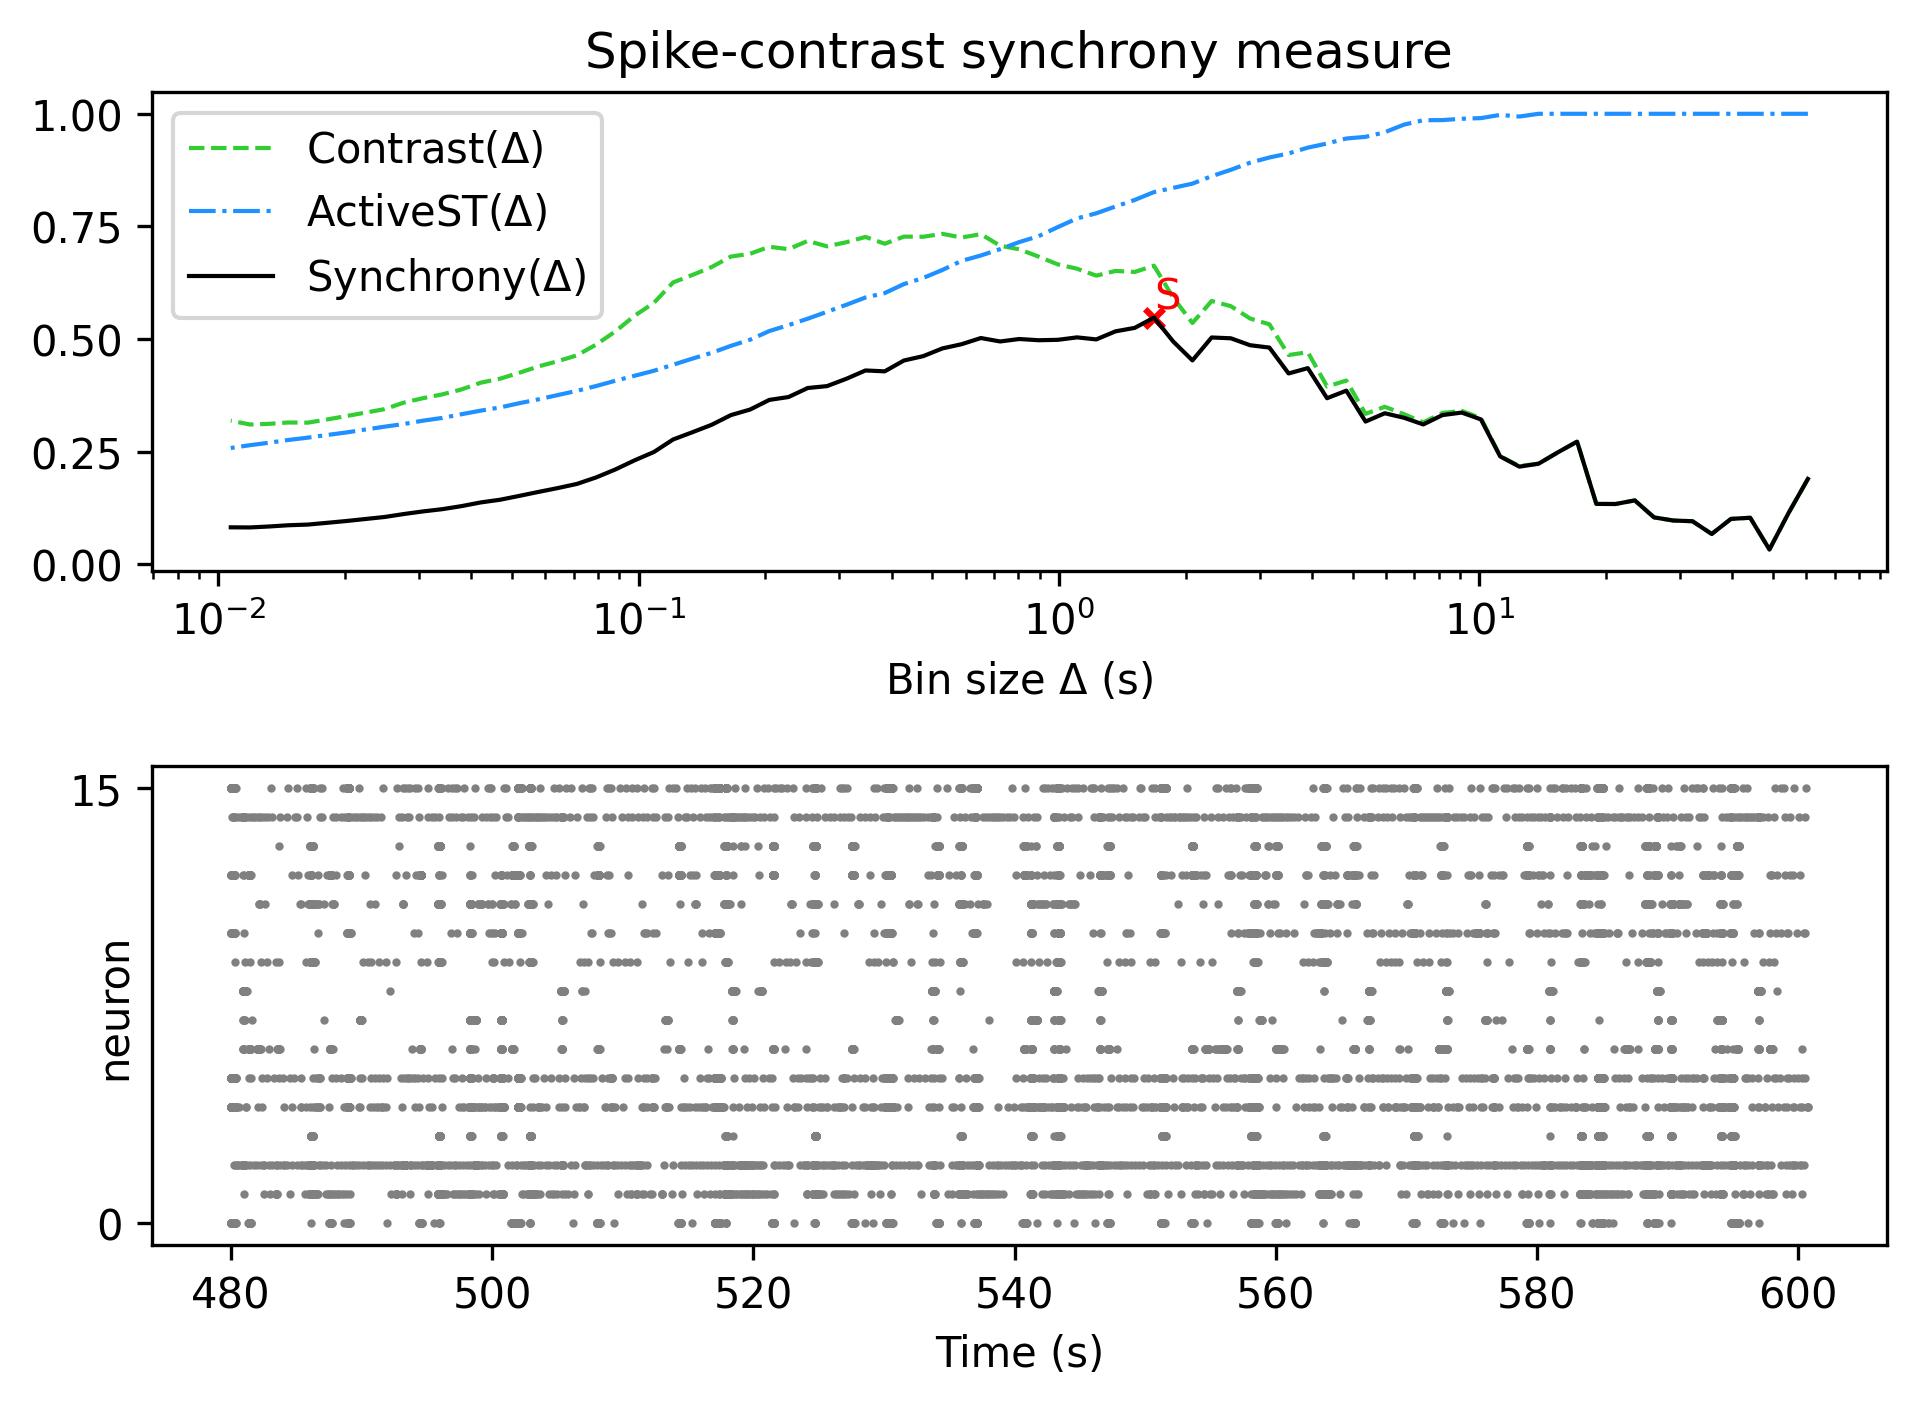 Spike-contrast synchrony measure
1.00
0.75
0.50
0.25
0.00
Contrast(Δ)
ActiveST(Δ)
Synchrony(Δ)
S
10⁻² 10⁻¹ 10⁰ 10¹
Bin size Δ (s)
15
0
neuron
480 500 520 540 560 580 600
Time (s)